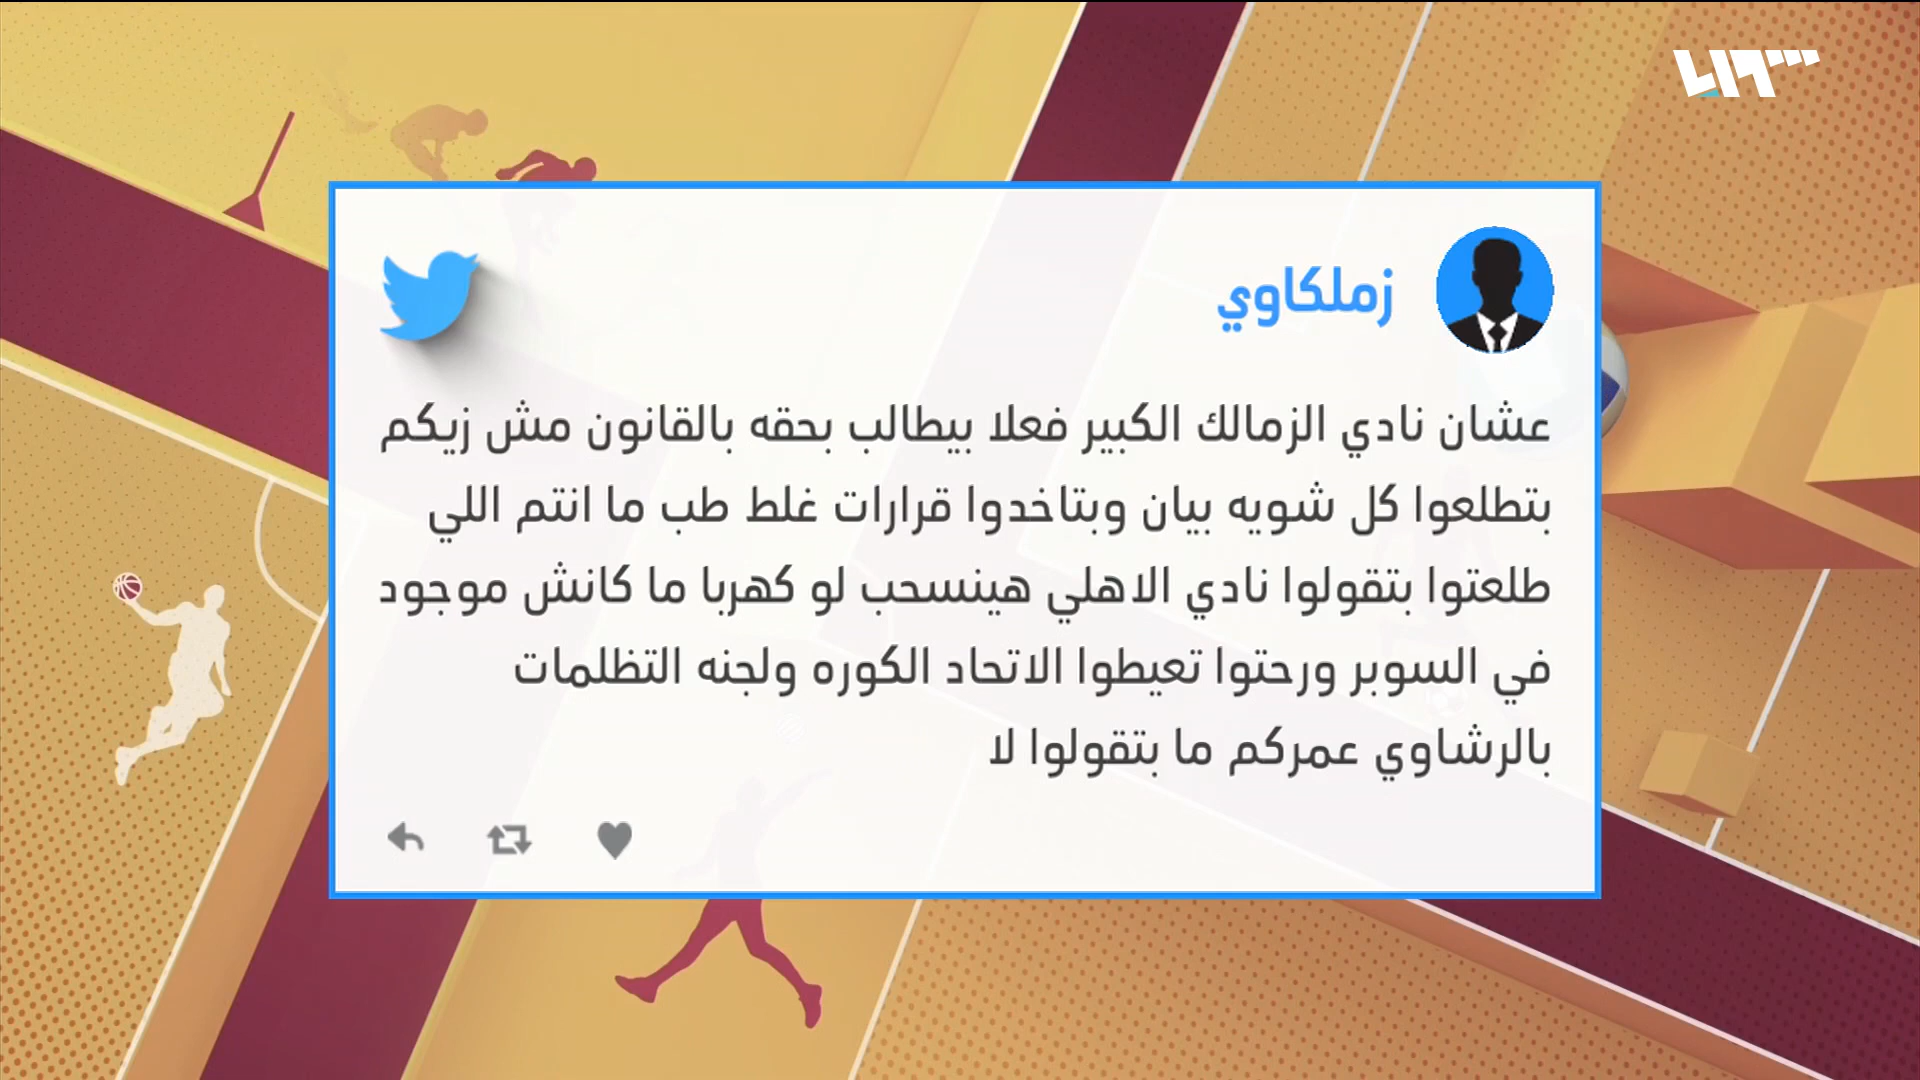 زملكاوي
عشان نادي الزمالك الكبير فعلا بيطالب بحقه بالقانون مش زيكم
بتطلعوا كل شويه بيان وبتاخدوا قرارات غلط طب ما انتم اللي
طلعتوا بتقولوا نادي الاهلي هينسحب لو كهربا ما كانش موجود
في السوبر ورحتوا تعيطوا الاتحاد الكوره ولجنه التظلمات
بالرشاوي عمركم ما بتقولوا لا